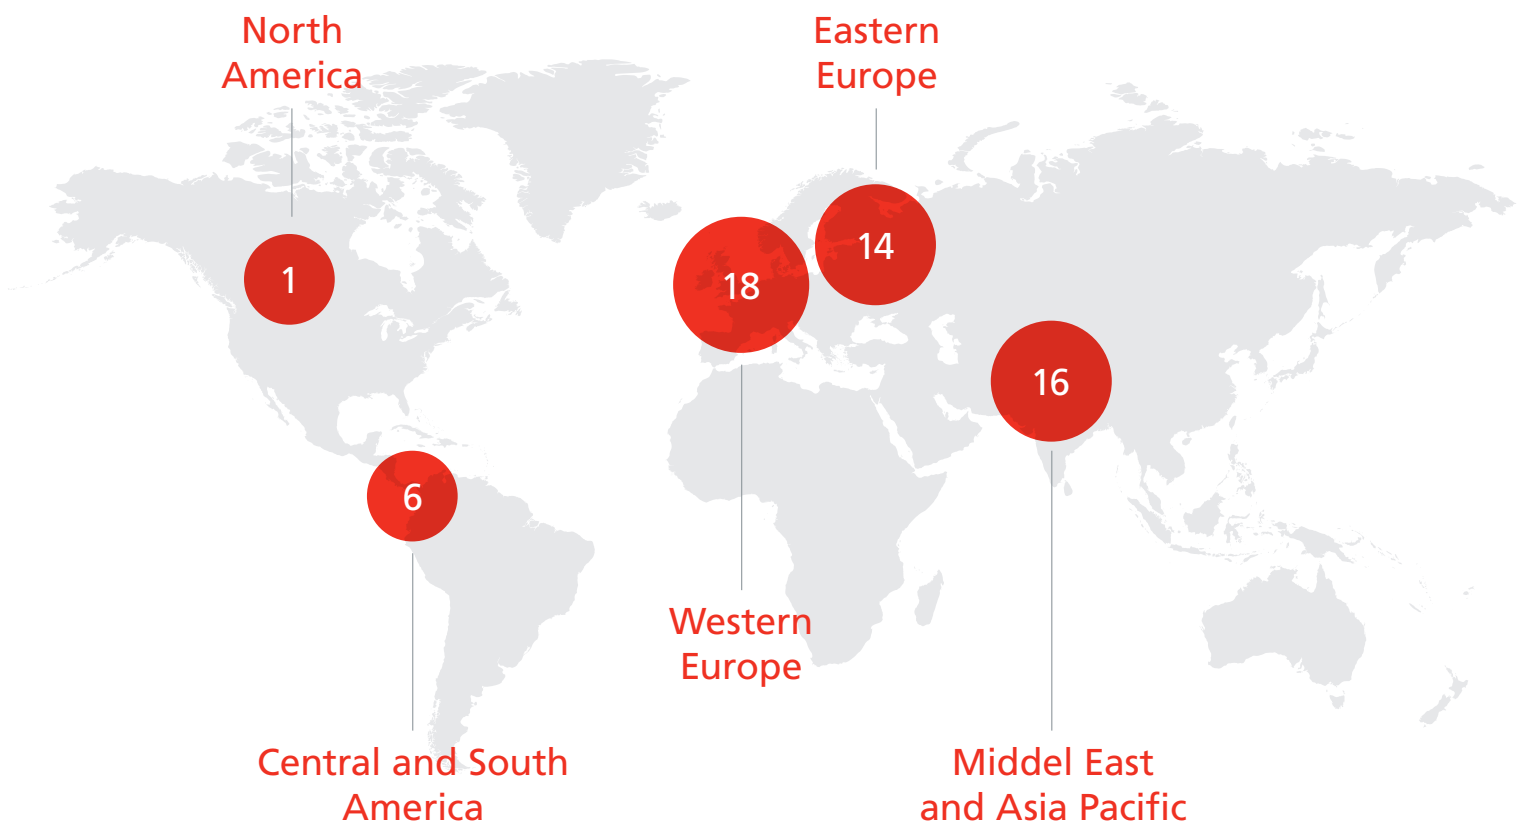 North
America
Eastern
Europe
1
18
14
16
6
Western
Europe
Central and South
America
Middel East
and Asia Pacific